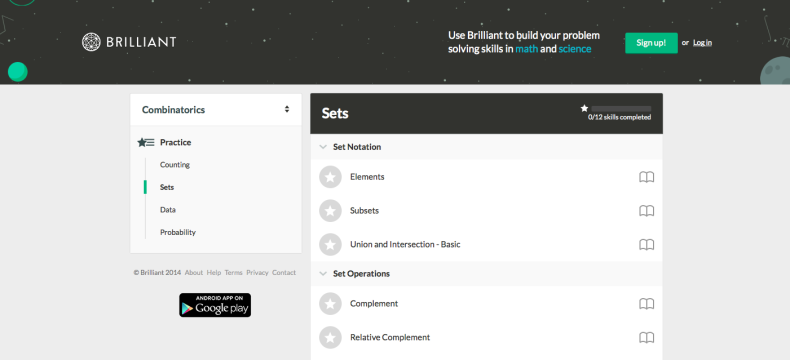 BRILLIANT
Use Brilliant to build your problem
solving skills in math and science
Sign up! or Log in
Combinatorics
Practice
Counting
Sets
Data
Probability
© Brilliant 2014 About Help Terms Privacy Contact
ANDROID APP ON
Google play
Sets
0/12 skills completed
Set Notation
Elements
Subsets
Union and Intersection - Basic
Set Operations
Complement
Relative Complement